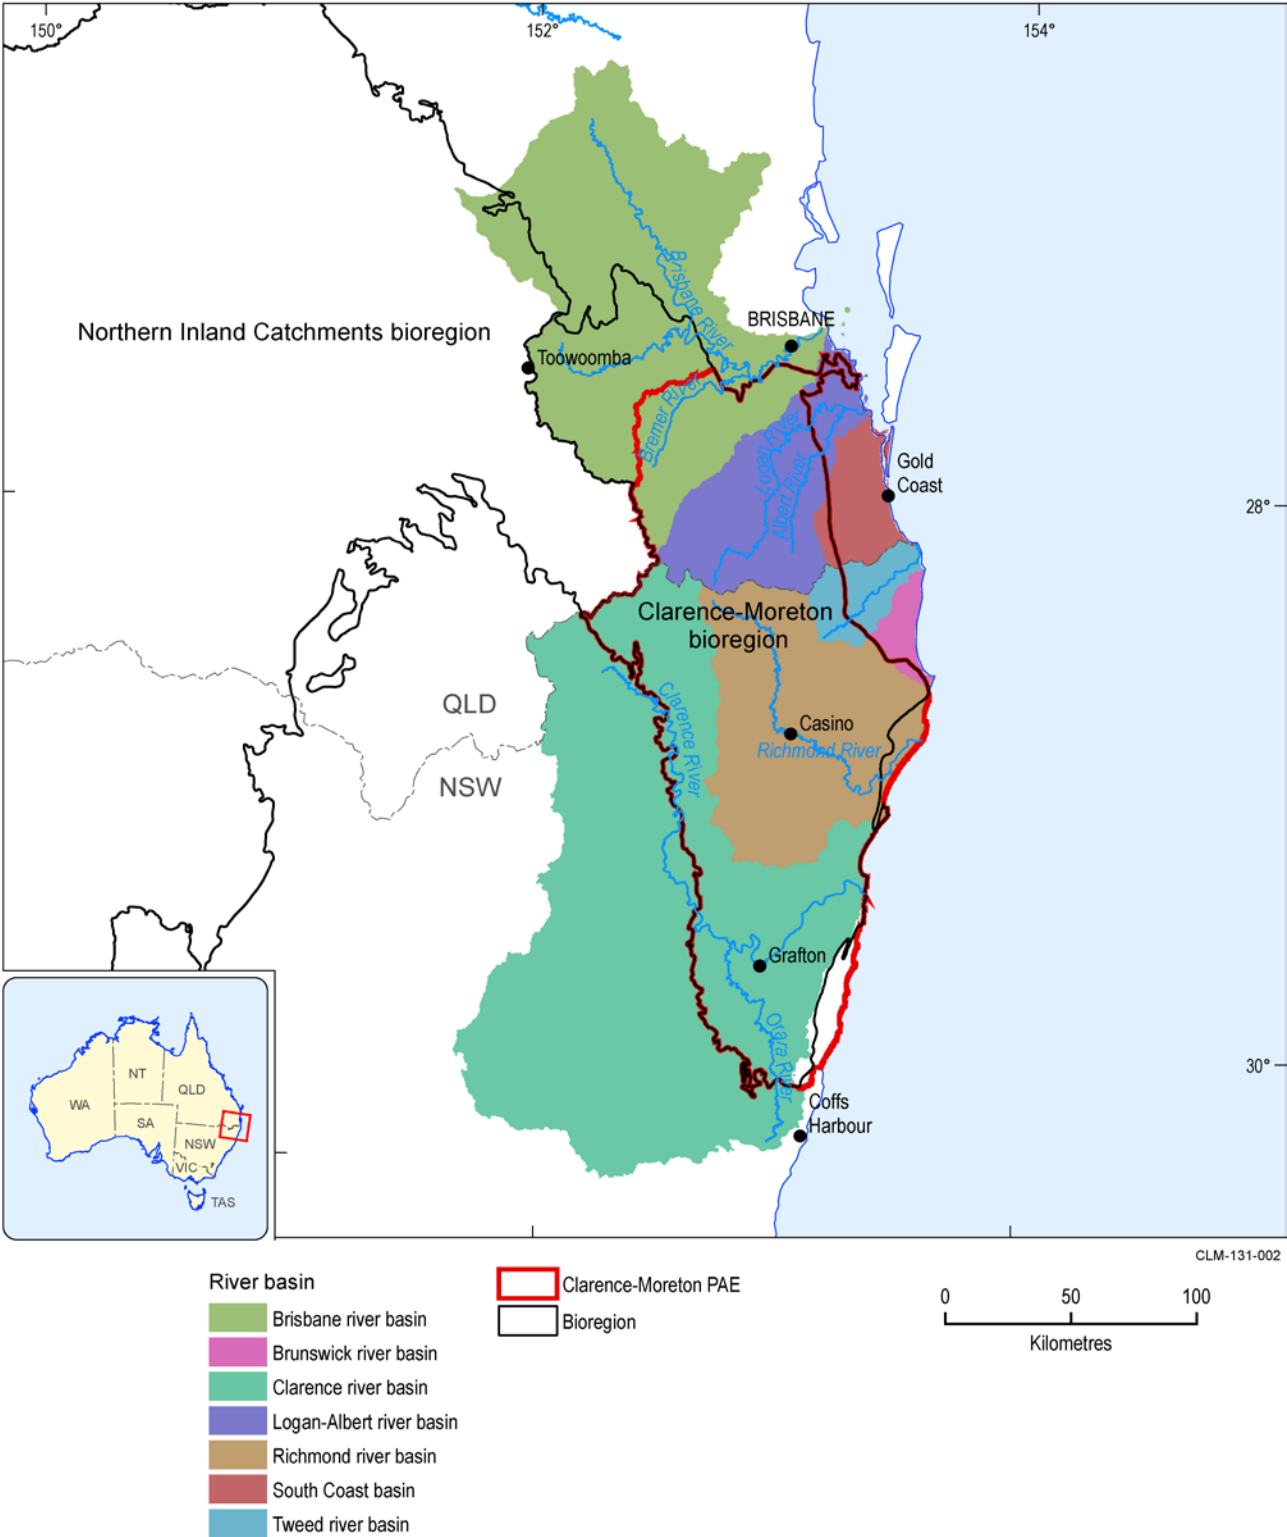 150°
152°
154°
Northern Inland Catchments bioregion
Brisbane River
BRISBANE
Toowoomba
Bremer River
Logan River
Albert River
Gold
Coast
28°
Clarence-Moreton
bioregion
QLD
NSW
Clarence River
Casino
Richmond River
Grafton
Orara River
30°
Coffs
Harbour
NT
QLD
WA
SA
NSW
VIC
TAS
CLM-131-002
River basin
Brisbane river basin
Brunswick river basin
Clarence river basin
Logan-Albert river basin
Richmond river basin
South Coast basin
Tweed river basin
Clarence-Moreton PAE
Bioregion
0 50 100
Kilometres